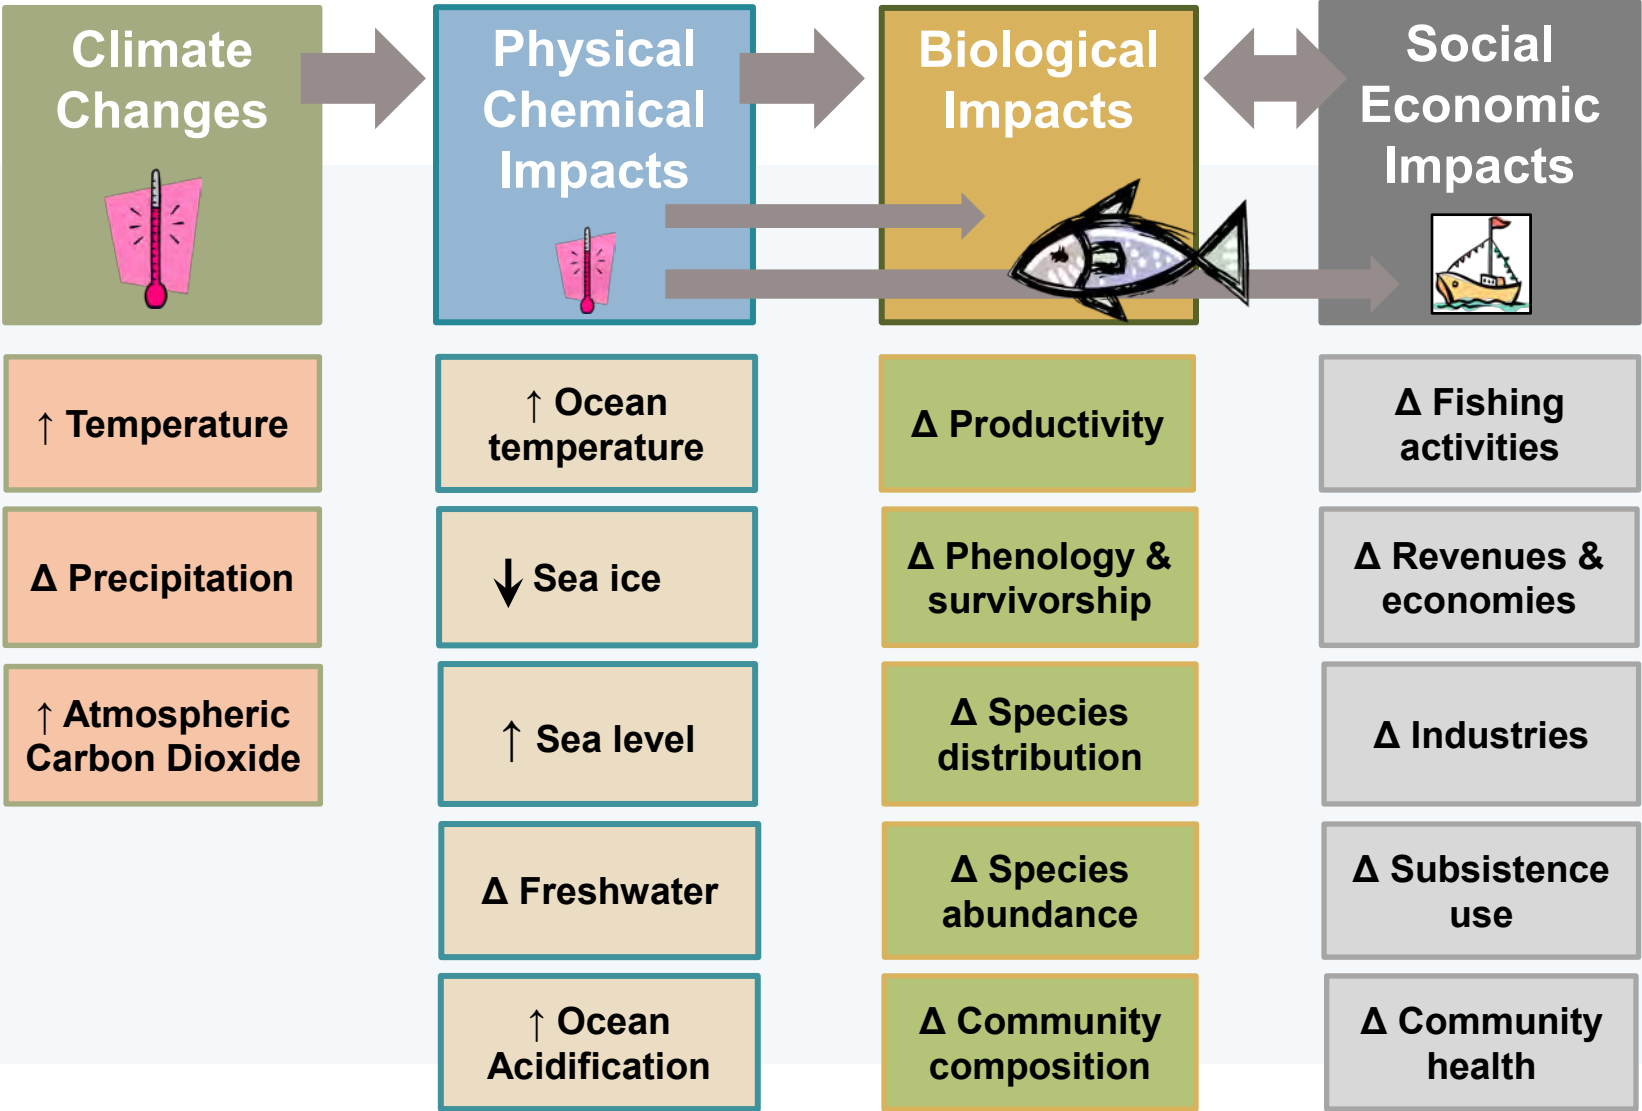 Climate
Changes
Physical
Chemical
Impacts
Biological
Impacts
Social
Economic
Impacts
↑ Temperature
Δ Precipitation
↑ Atmospheric
Carbon Dioxide
↑ Ocean
temperature
↓ Sea ice
↑ Sea level
Δ Freshwater
↑ Ocean
Acidification
Δ Productivity
Δ Phenology &
survivorship
Δ Species
distribution
Δ Species
abundance
Δ Community
composition
Δ Fishing
activities
Δ Revenues &
economies
Δ Industries
Δ Subsistence
use
Δ Community
health